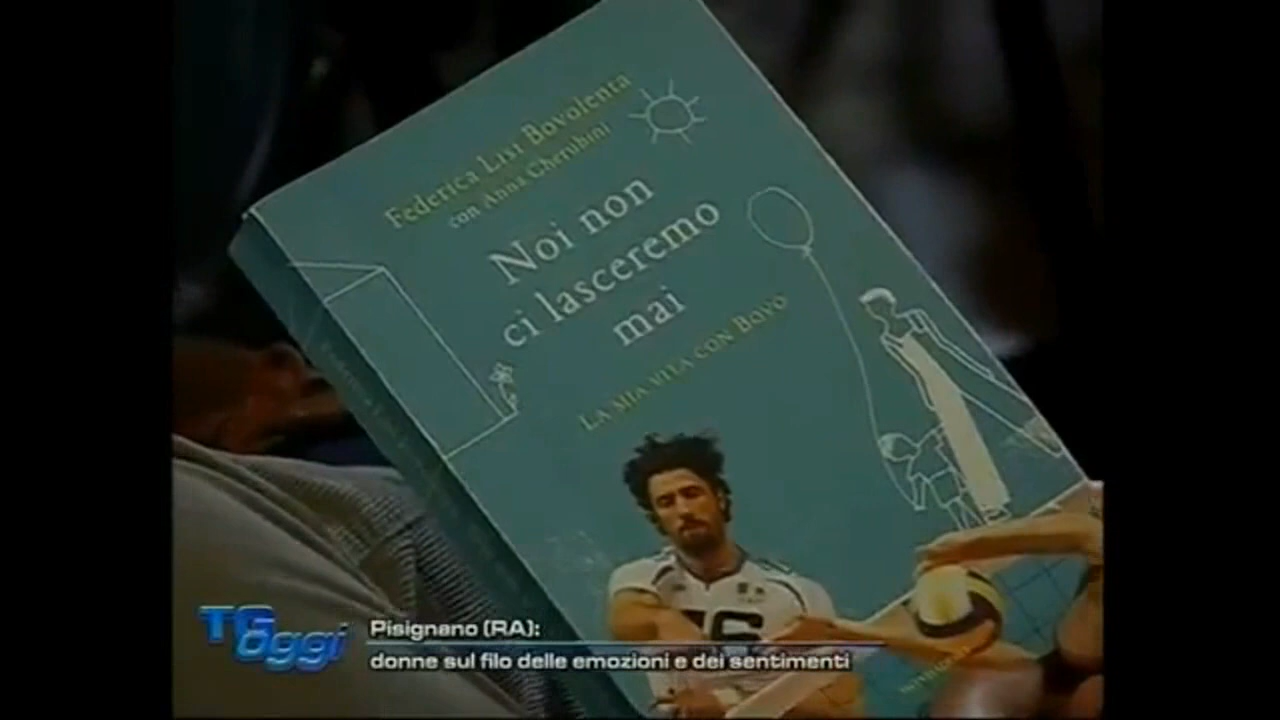 Federica Lisi Bovolenta
con Anna Cherubini
Noi non
ci lasceremo
mai
La mia vita con Bovo
16
TG
oggi
Pisignano (RA):
donne sul filo delle emozioni e dei sentimenti